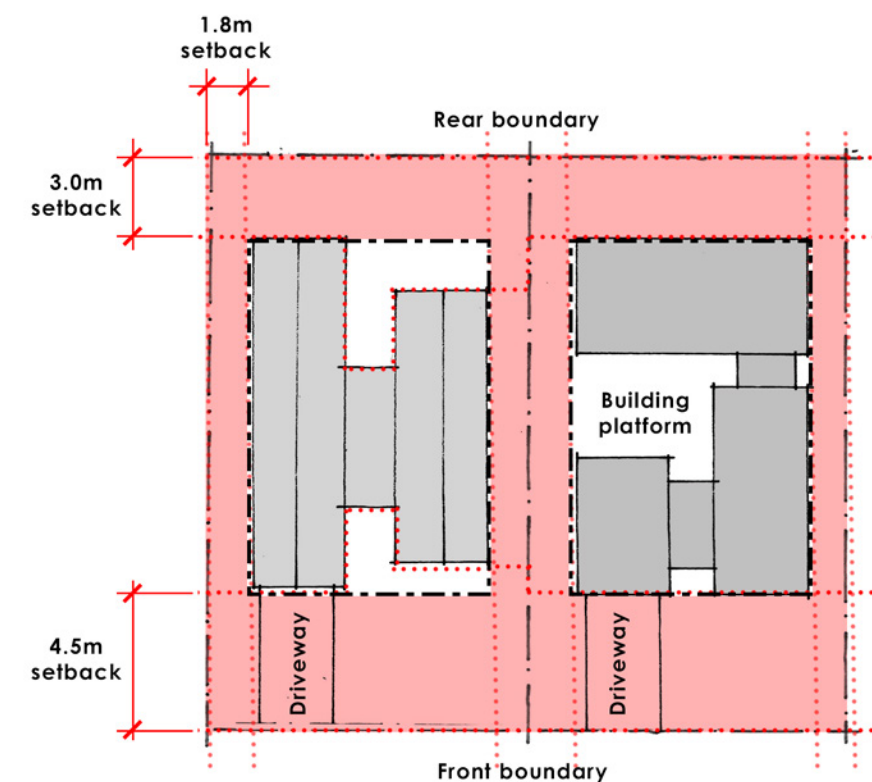 1.8m
setback
Rear boundary
3.0m
setback
Building
platform
4.5m
setback
Driveway
Driveway
Front boundary